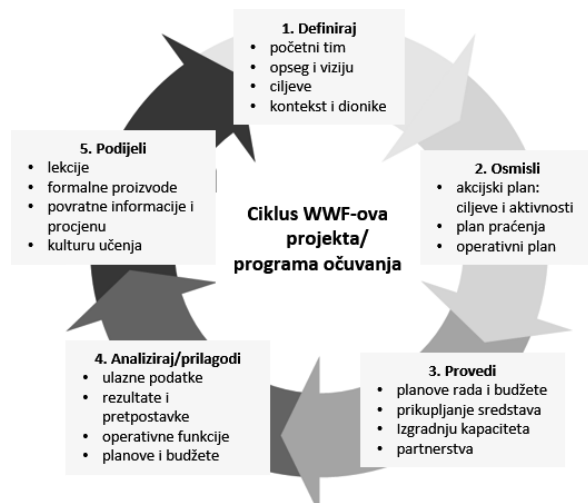 1. Definiraj
• početni tim
• opseg i viziju
• ciljeve
• kontekst i dionike
2. Osmisli
• akcijski plan:
ciljeve i aktivnosti
• plan praćenja
• operativni plan
3. Provedi
• planove rada i budžete
• prikupljanje sredstava
• Izgradnju kapaciteta
• partnerstva
4. Analiziraj/prilagodi
• ulazne podatke
• rezultate i
pretpostavke
• operativne funkcije
• planove i budžete
5. Podijeli
• lekcije
• formalne proizvode
• povratne informacije i
procjenu
• kulturu učenja
Ciklus WWF-ova
projekta/
programa očuvanja